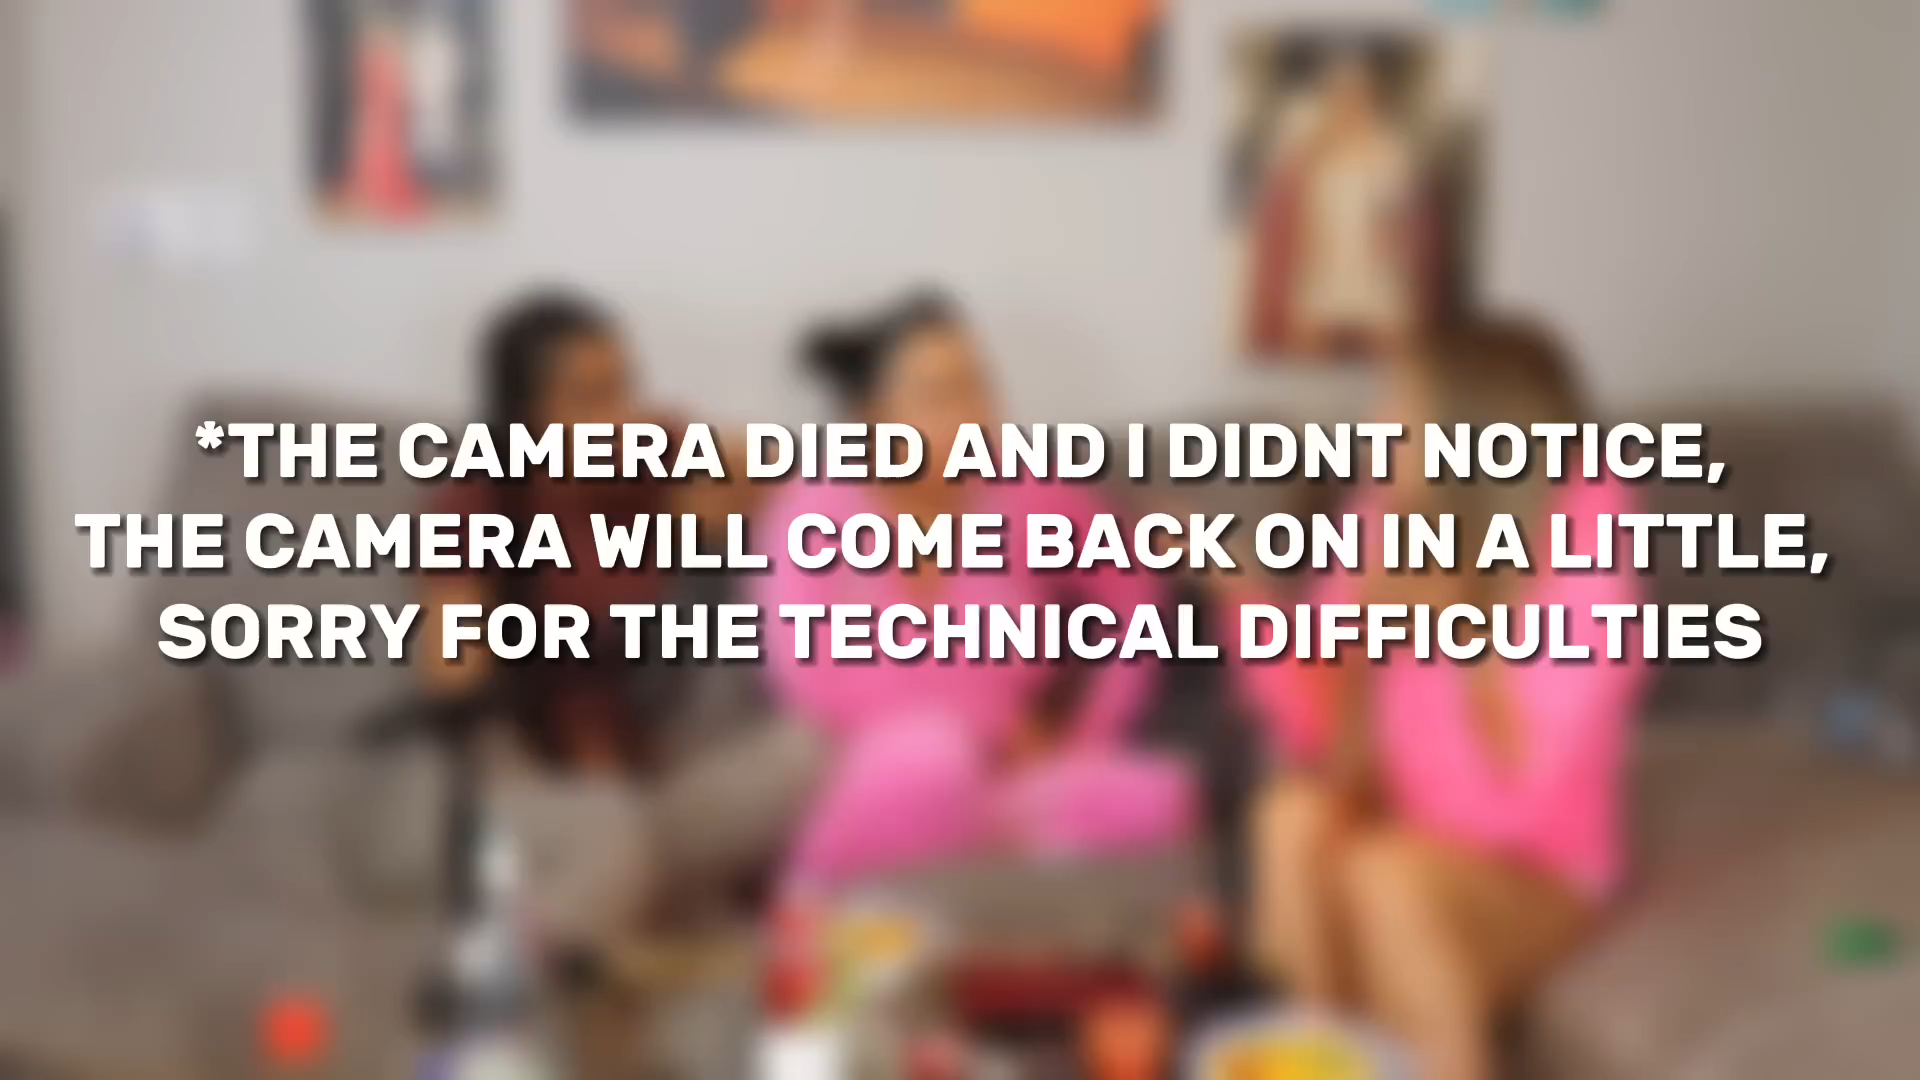 *THE CAMERA DIED AND I DIDNT NOTICE,
THE CAMERA WILL COME BACK ON IN A LITTLE,
SORRY FOR THE TECHNICAL DIFFICULTIES